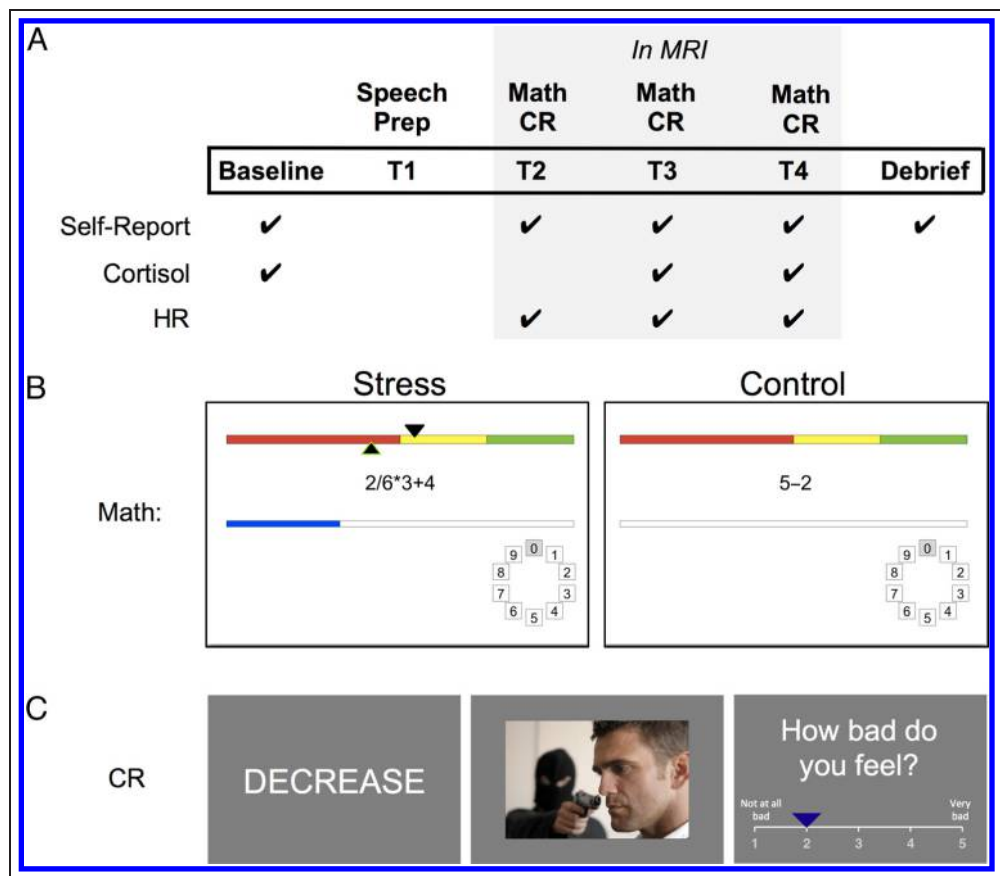 A
In MRI
Speech Prep
Math CR
Math CR
Math CR
Baseline T1 T2 T3 T4 Debrief
Self-Report ✔ ✔ ✔ ✔ ✔
Cortisol ✔ ✔ ✔
HR ✔ ✔ ✔
B
Stress
Control
Math:
2/6*3+4
0
1
2
3
4
5
6
7
8
9
5–2
0
1
2
3
4
5
6
7
8
9
C
CR
DECREASE
How bad do
you feel?
Not at all
bad
Very
bad
1 2 3 4 5